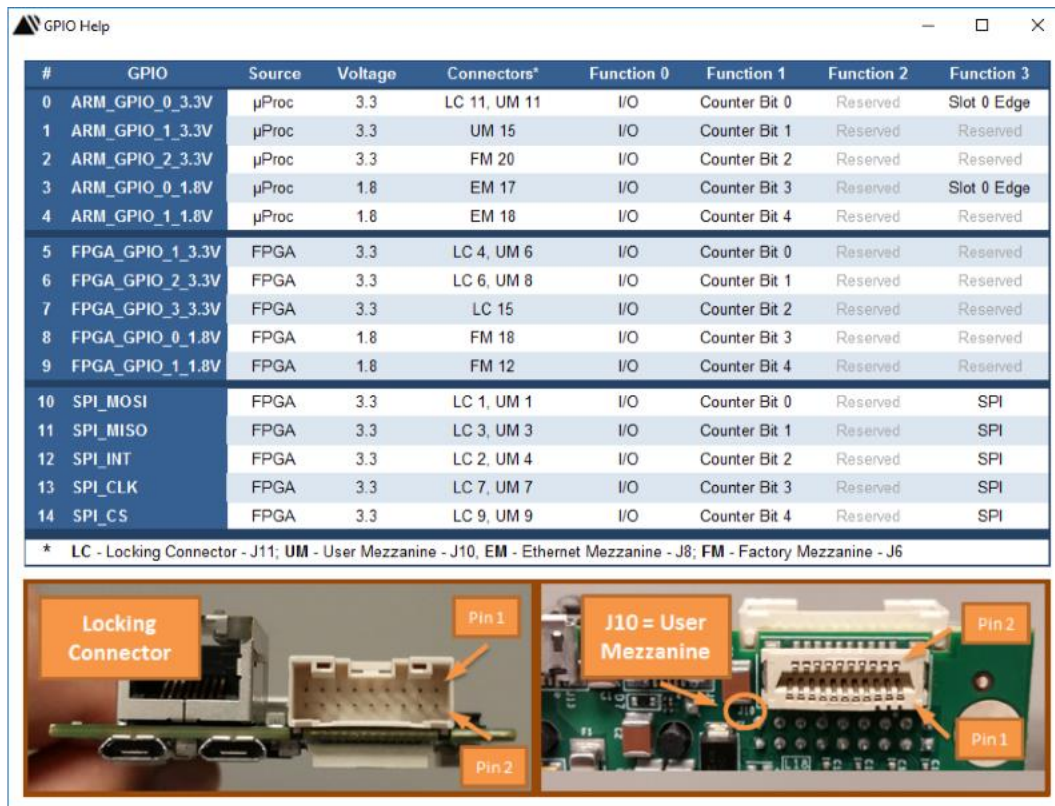 GPIO Help
# GPIO Source Voltage Connectors* Function 0 Function 1 Function 2 Function 3
0 ARM_GPIO_0_3.3V µProc 3.3 LC 11, UM 11 I/O Counter Bit 0 Reserved Slot 0 Edge
1 ARM_GPIO_1_3.3V µProc 3.3 UM 15 I/O Counter Bit 1 Reserved Reserved
2 ARM_GPIO_2_3.3V µProc 3.3 FM 20 I/O Counter Bit 2 Reserved Reserved
3 ARM_GPIO_0_1.8V µProc 1.8 EM 17 I/O Counter Bit 3 Reserved Slot 0 Edge
4 ARM_GPIO_1_1.8V µProc 1.8 EM 18 I/O Counter Bit 4 Reserved Reserved
5 FPGA_GPIO_1_3.3V FPGA 3.3 LC 4, UM 6 I/O Counter Bit 0 Reserved Reserved
6 FPGA_GPIO_2_3.3V FPGA 3.3 LC 6, UM 8 I/O Counter Bit 1 Reserved Reserved
7 FPGA_GPIO_3_3.3V FPGA 3.3 LC 15 I/O Counter Bit 2 Reserved Reserved
8 FPGA_GPIO_0_1.8V FPGA 1.8 FM 18 I/O Counter Bit 3 Reserved Reserved
9 FPGA_GPIO_1_1.8V FPGA 1.8 FM 12 I/O Counter Bit 4 Reserved Reserved
10 SPI_MOSI FPGA 3.3 LC 1, UM 1 I/O Counter Bit 0 Reserved SPI
11 SPI_MISO FPGA 3.3 LC 3, UM 3 I/O Counter Bit 1 Reserved SPI
12 SPI_INT FPGA 3.3 LC 2, UM 4 I/O Counter Bit 2 Reserved SPI
13 SPI_CLK FPGA 3.3 LC 7, UM 7 I/O Counter Bit 3 Reserved SPI
14 SPI_CS FPGA 3.3 LC 9, UM 9 I/O Counter Bit 4 Reserved SPI
* LC - Locking Connector - J11; UM - User Mezzanine - J10, EM - Ethernet Mezzanine - J8; FM - Factory Mezzanine - J6
Locking
Connector
Pin 1
Pin 2
J10 = User
Mezzanine
Pin 2
Pin 1
J10
L18